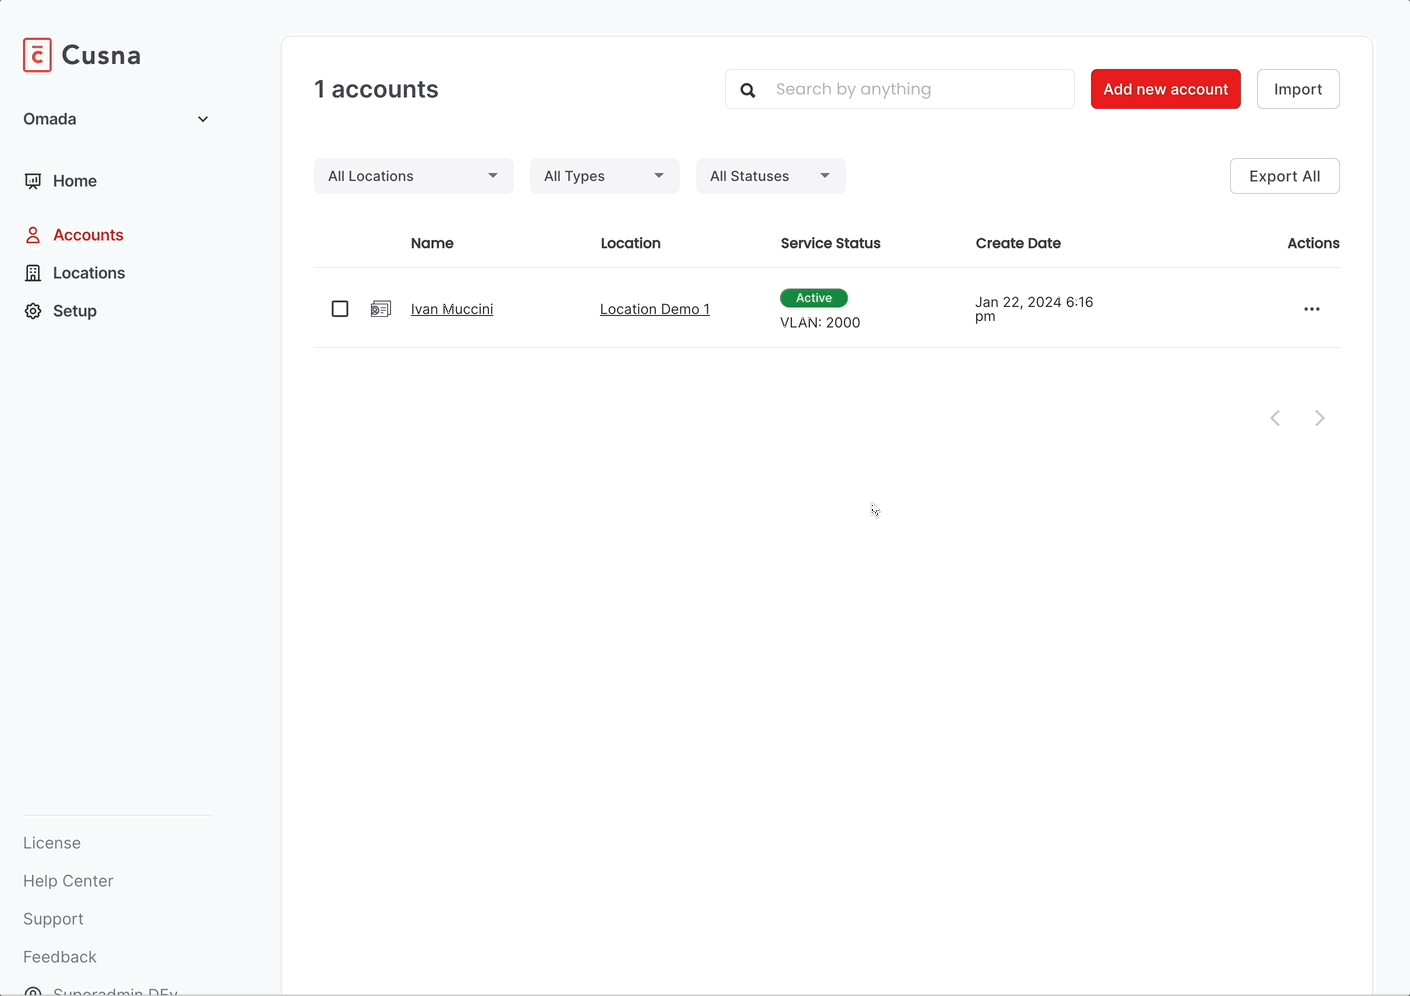 Cusna
Omada
Home
Accounts
Locations
Setup
License
Help Center
Support
Feedback
Superadmin DEv
1 accounts
Search by anything
Add new account
Import
All Locations
All Types
All Statuses
Export All
Name Location Service Status Create Date Actions
Ivan Muccini Location Demo 1 Active Jan 22, 2024 6:16
VLAN: 2000 pm